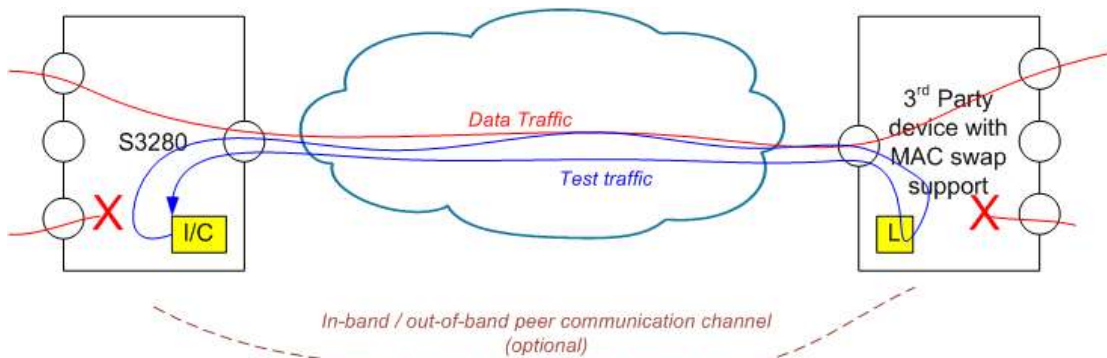 Data Traffic
S3280
3rd Party
device with
MAC swap
support
Test traffic
X
I/C
L
X
In-band / out-of-band peer communication channel
(optional)